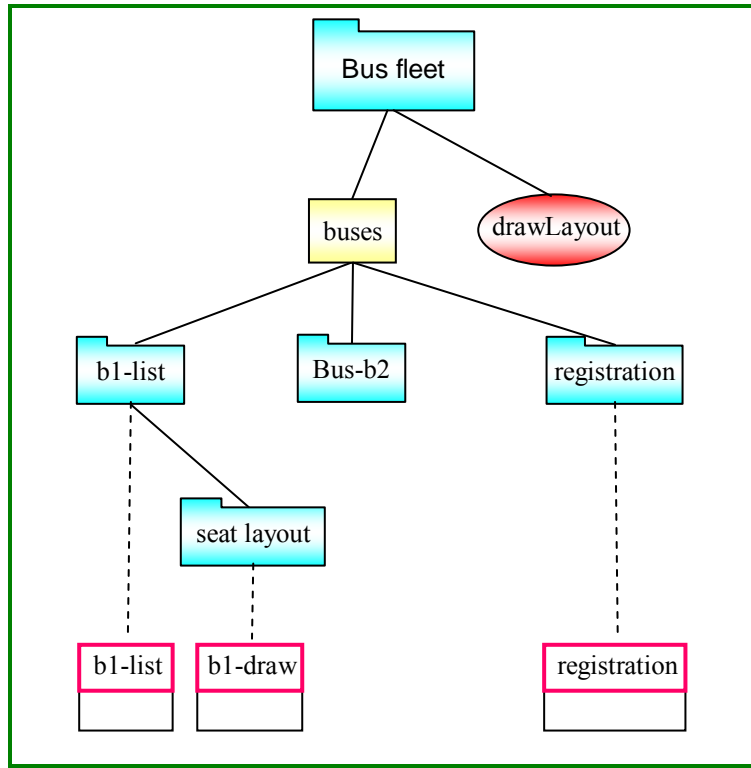 Bus fleet
buses
drawLayout
b1-list
Bus-b2
registration
seat layout
b1-list
b1-draw
registration